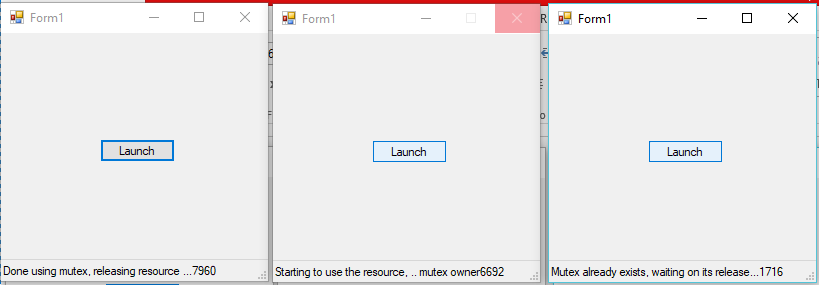 Form1
Launch
Done using mutex, releasing resource ...7960
Form1
Launch
Starting to use the resource, .. mutex owner6692
Form1
Launch
Mutex already exists, waiting on its release...1716